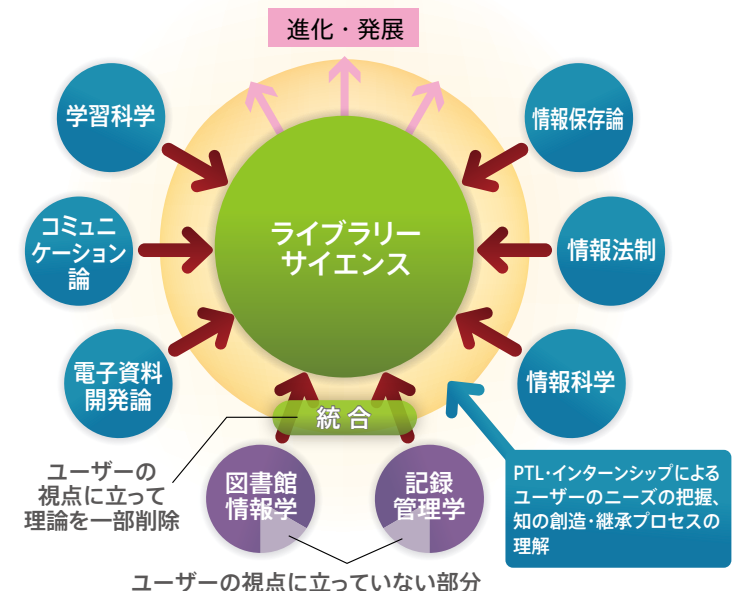 進化・発展
学習科学
情報保存論
コミュニ
ケーション
論
ライブラリー
サイエンス
情報法制
電子資料
開発論
情報科学
統合
ユーザーの
視点に立って
理論を一部削除
図書館
情報学
記録
管理学
PTL・インターンシップによる
ユーザーのニーズの把握、
知の創造・継承プロセスの
理解
ユーザーの視点に立っていない部分